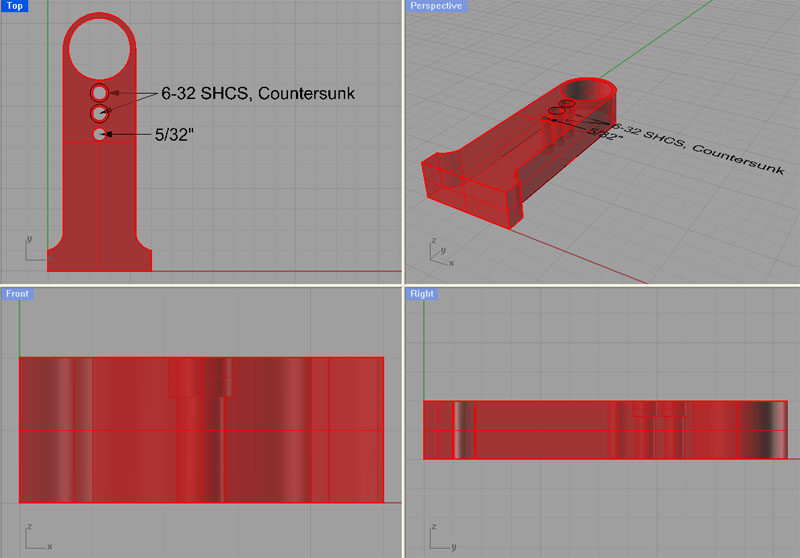 Top
6-32 SHCS, Countersunk
5/32"
y
Perspective
6-32 SHCS, Countersunk
5/32"
z
y
x
Front
z
x
Right
z
y